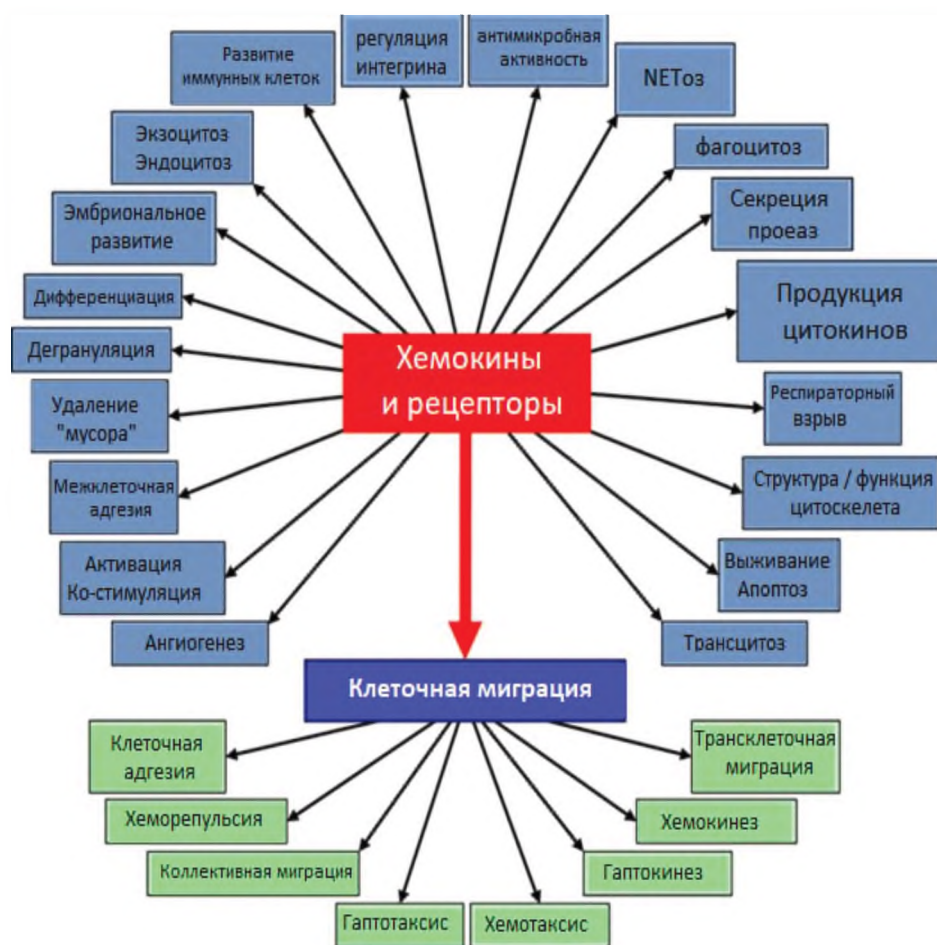 Развитие
иммунных клеток
регуляция
интегрина
антимикробная
активность
NEТоз
Экзоцитоз
Эндоцитоз
фагоцитоз
Эмбриональное
развитие
Секреция
проеаз
Дифференциация
Продукция
цитокинов
Дегрануляция
Хемокины
и рецепторы
Удаление
"мусора"
Респираторный
взрыв
Межклеточная
адгезия
Структура / функция
цитоскелета
Активация
Ко-стимуляция
Выживание
Апоптоз
Ангиогенез
Трансцитоз
Клеточная миграция
Клеточная
адгезия
Трансклеточная
миграция
Хеморепульсия
Хемокинез
Коллективная миграция
Гаптокинез
Гаптотаксис
Хемотаксис